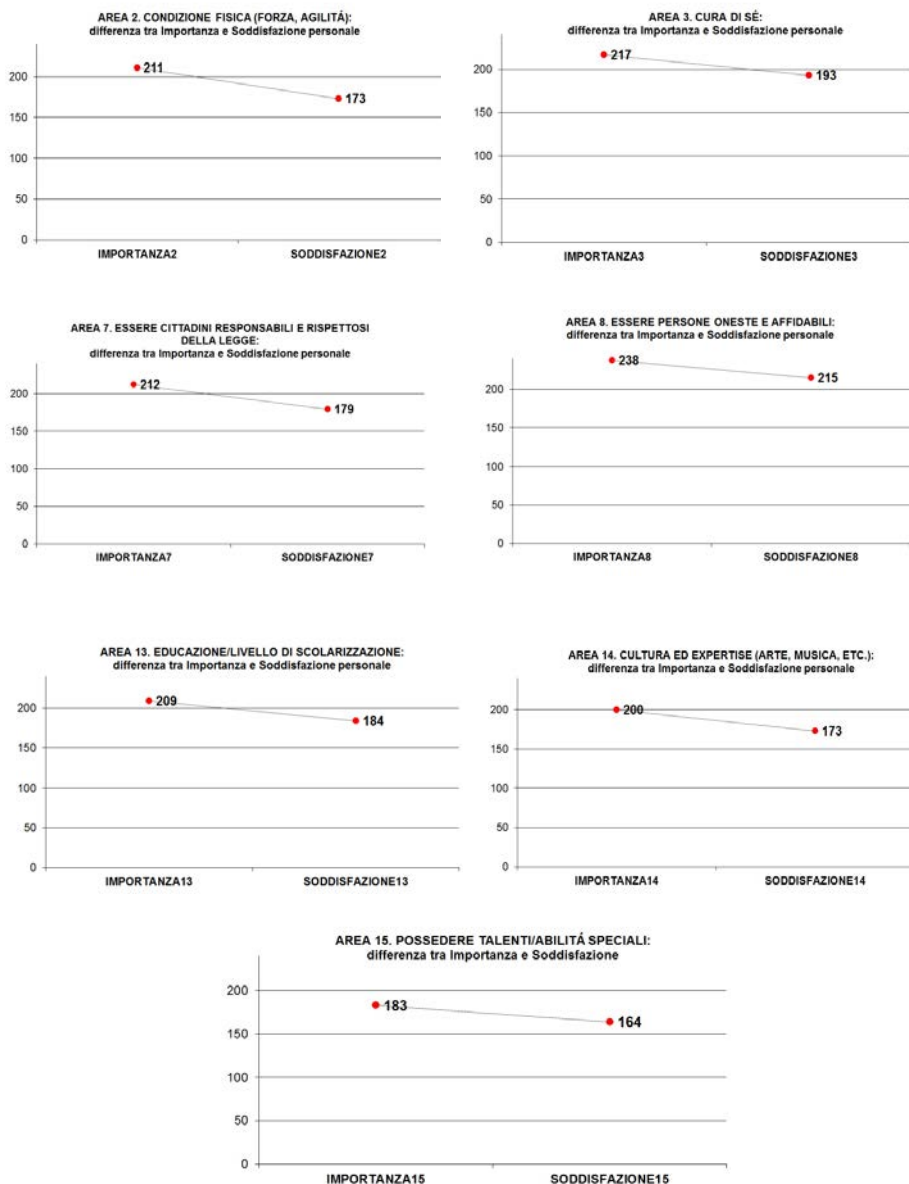 AREA 2. CONDIZIONE FISICA (FORZA, AGILITÁ):
differenza tra Importanza e Soddisfazione personale
200
150
100
50
0
211
173
IMPORTANZA2
SODDISFAZIONE2
AREA 3. CURA DI SÉ:
differenza tra Importanza e Soddisfazione personale
200
150
100
50
0
217
193
IMPORTANZA3
SODDISFAZIONE3
AREA 7. ESSERE CITTADINI RESPONSABILI E RISPETTOSI
DELLA LEGGE:
differenza tra Importanza e Soddisfazione personale
200
150
100
50
0
212
179
IMPORTANZA7
SODDISFAZIONE7
AREA 8. ESSERE PERSONE ONESTE E AFFIDABILI:
differenza tra Importanza e Soddisfazione personale
200
150
100
50
0
238
215
IMPORTANZA8
SODDISFAZIONE8
AREA 13. EDUCAZIONE/LIVELLO DI SCOLARIZZAZIONE:
differenza tra Importanza e Soddisfazione personale
200
150
100
50
0
209
184
IMPORTANZA13
SODDISFAZIONE13
AREA 14. CULTURA ED EXPERTISE (ARTE, MUSICA, ETC.):
differenza tra Importanza e Soddisfazione personale
200
150
100
50
0
200
173
IMPORTANZA14
SODDISFAZIONE14
AREA 15. POSSEDERE TALENTI/ABILITÁ SPECIALI:
differenza tra Importanza e Soddisfazione
200
150
100
50
0
183
164
IMPORTANZA15
SODDISFAZIONE15